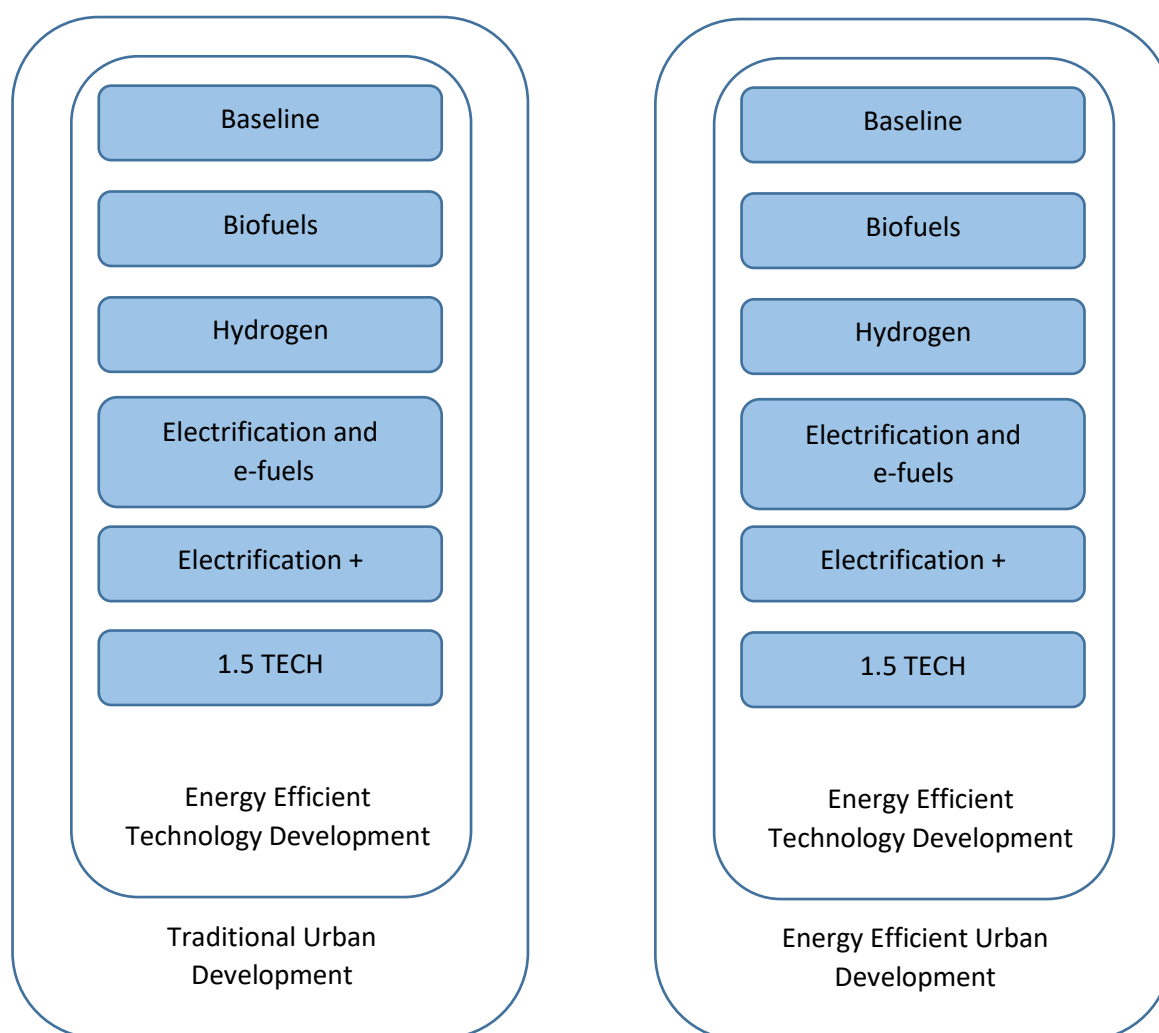 Baseline
Biofuels
Hydrogen
Electrification and
e-fuels
Electrification +
1.5 TECH
Energy Efficient
Technology Development
Traditional Urban
Development
Baseline
Biofuels
Hydrogen
Electrification and
e-fuels
Electrification +
1.5 TECH
Energy Efficient
Technology Development
Energy Efficient Urban
Development